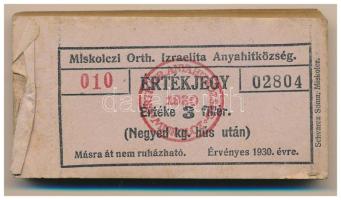 Miskolczi Orth. Izraelita Anyahitközség.
010 ÉRTÉKJEGY 02804
Értéke 3 fillér.
(Negyed kg. hús után)
Másra át nem ruházható. Érvényes 1930. évre.
1930